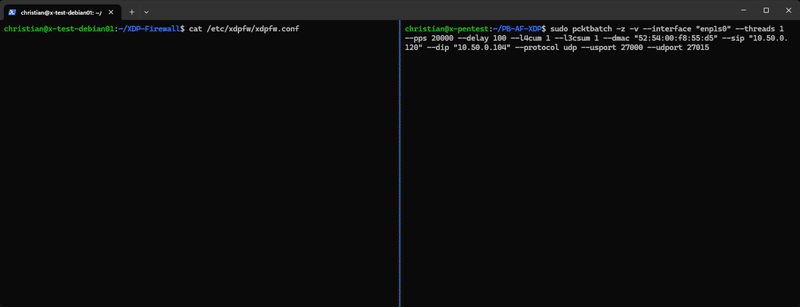 christian@x-test-debian01: ~/
christian@x-test-debian01:~/XDP-Firewall$ cat /etc/xdpfw/xdpfw.conf
christian@x-pentest:~/PB-AF-XDP$ sudo pcktbatch -z -v --interface "enp1s0" --threads 1
--pps 20000 --delay 100 --l4cum 1 --l3csum 1 --dmac "52:54:00:f8:55:d5" --sip "10.50.0.
120" --dip "10.50.0.104" --protocol udp --usport 27000 --udport 27015